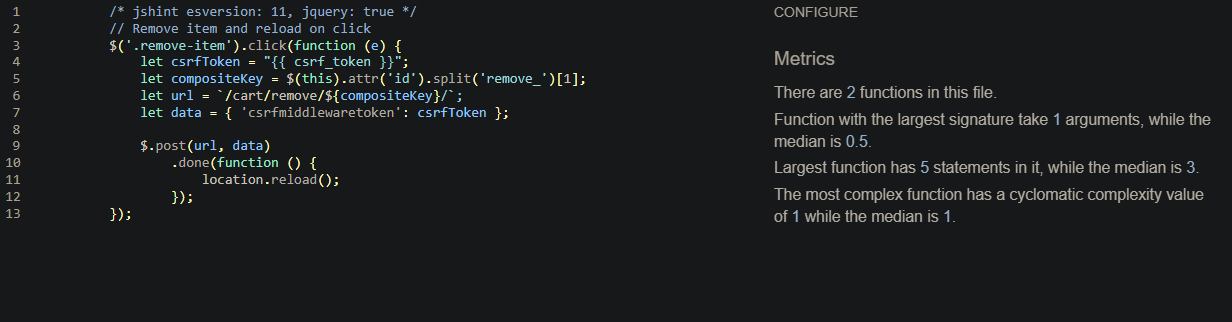 1 /* jshint esversion: 11, jquery: true */
2 // Remove item and reload on click
3 $('.remove-item').click(function (e) {
4 let csrfToken = "{{ csrf_token }}";
5 let compositeKey = $(this).attr('id').split('remove_')[1];
6 let url = `/cart/remove/${compositeKey}/`;
7 let data = { 'csrfmiddlewaretoken': csrfToken };
8
9 $.post(url, data)
10 .done(function () {
11 location.reload();
12 });
13 });
CONFIGURE
Metrics
There are 2 functions in this file.
Function with the largest signature take 1 arguments, while the
median is 0.5.
Largest function has 5 statements in it, while the median is 3.
The most complex function has a cyclomatic complexity value
of 1 while the median is 1.